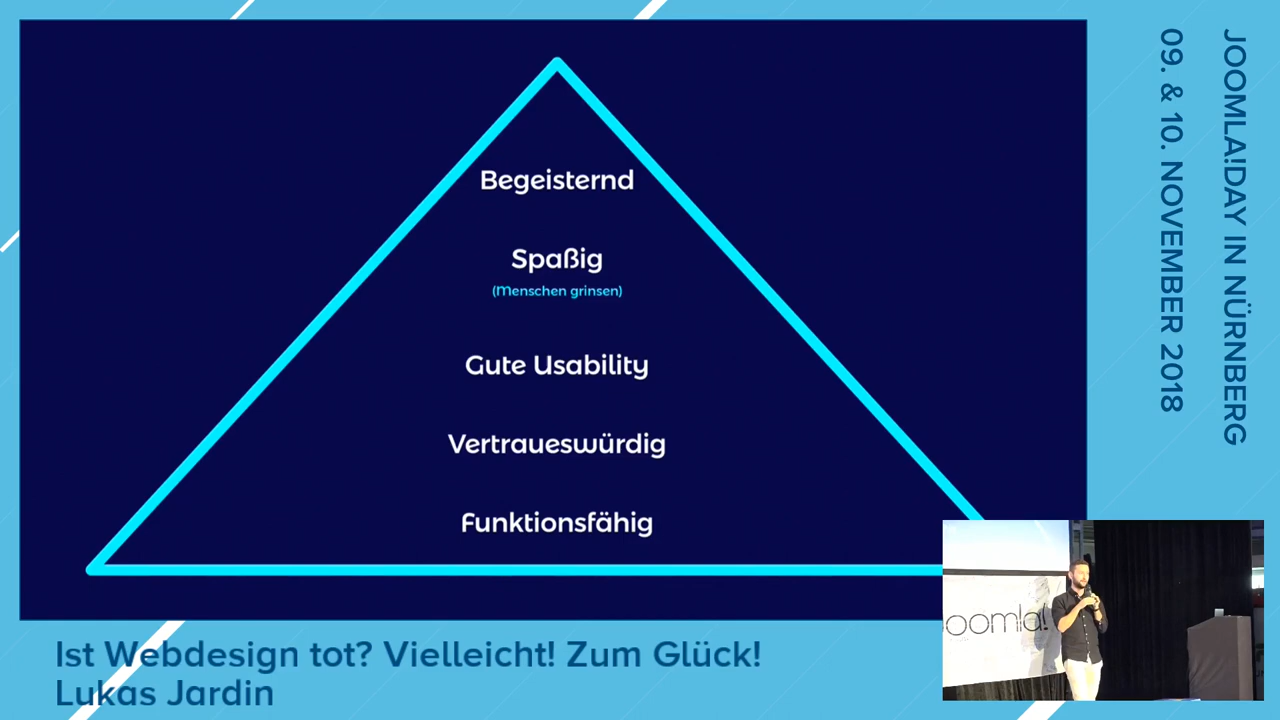 Begeisternd
Spaßig
(Menschen grinsen)
Gute Usability
Vertraueswürdig
Funktionsfähig
JOOMLA!DAY IN NÜRNBERG
09. & 10. NOVEMBER 2018
Joomla!
Ist Webdesign tot? Vielleicht! Zum Glück!
Lukas Jardin